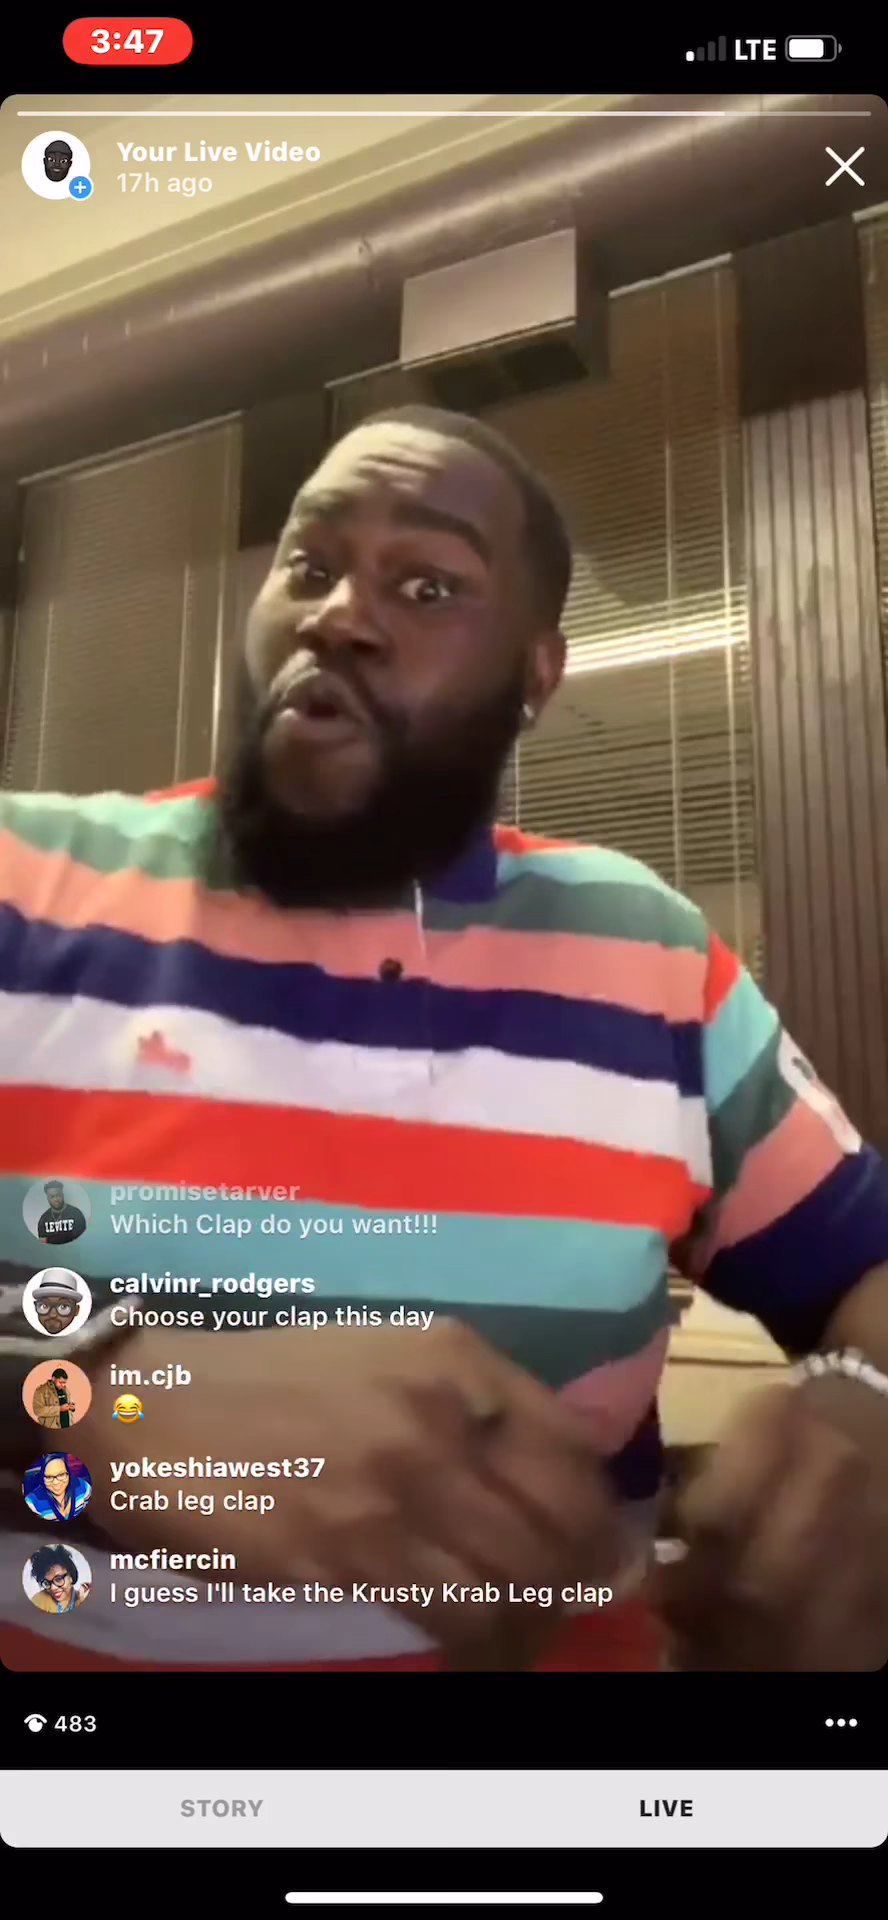 3:47
LTE
Your Live Video
17h ago
promisetarver
Which Clap do you want!!!
LEVITE
calvinr_rodgers
Choose your clap this day
im.cjb
😂
yokeshiawest37
Crab leg clap
mcfiercin
I guess I'll take the Krusty Krab Leg clap
483
STORY
LIVE